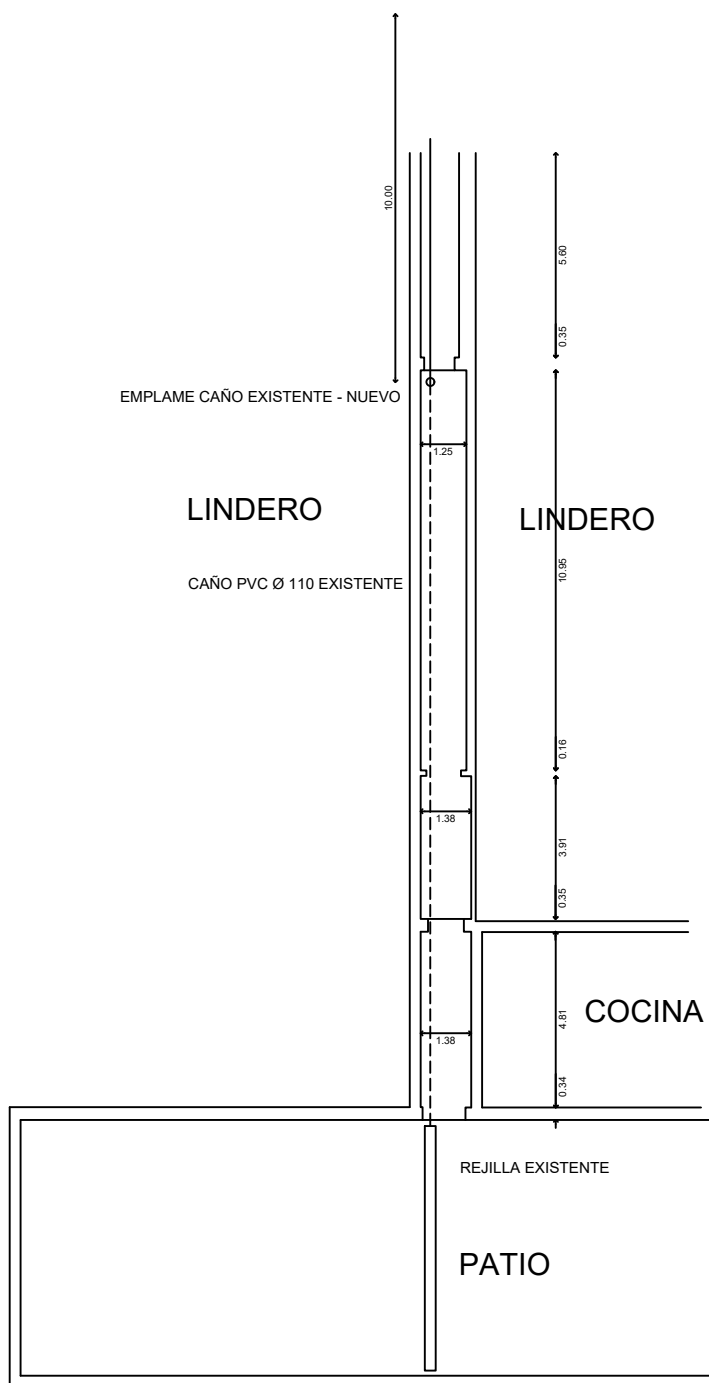 10.00
5.60
0.35
EMPLAME CAÑO EXISTENTE - NUEVO
1.25
LINDERO
LINDERO
CAÑO PVC Ø 110 EXISTENTE
10.95
0.16
1.38
3.91
0.35
COCINA
4.81
1.38
0.34
REJILLA EXISTENTE
PATIO